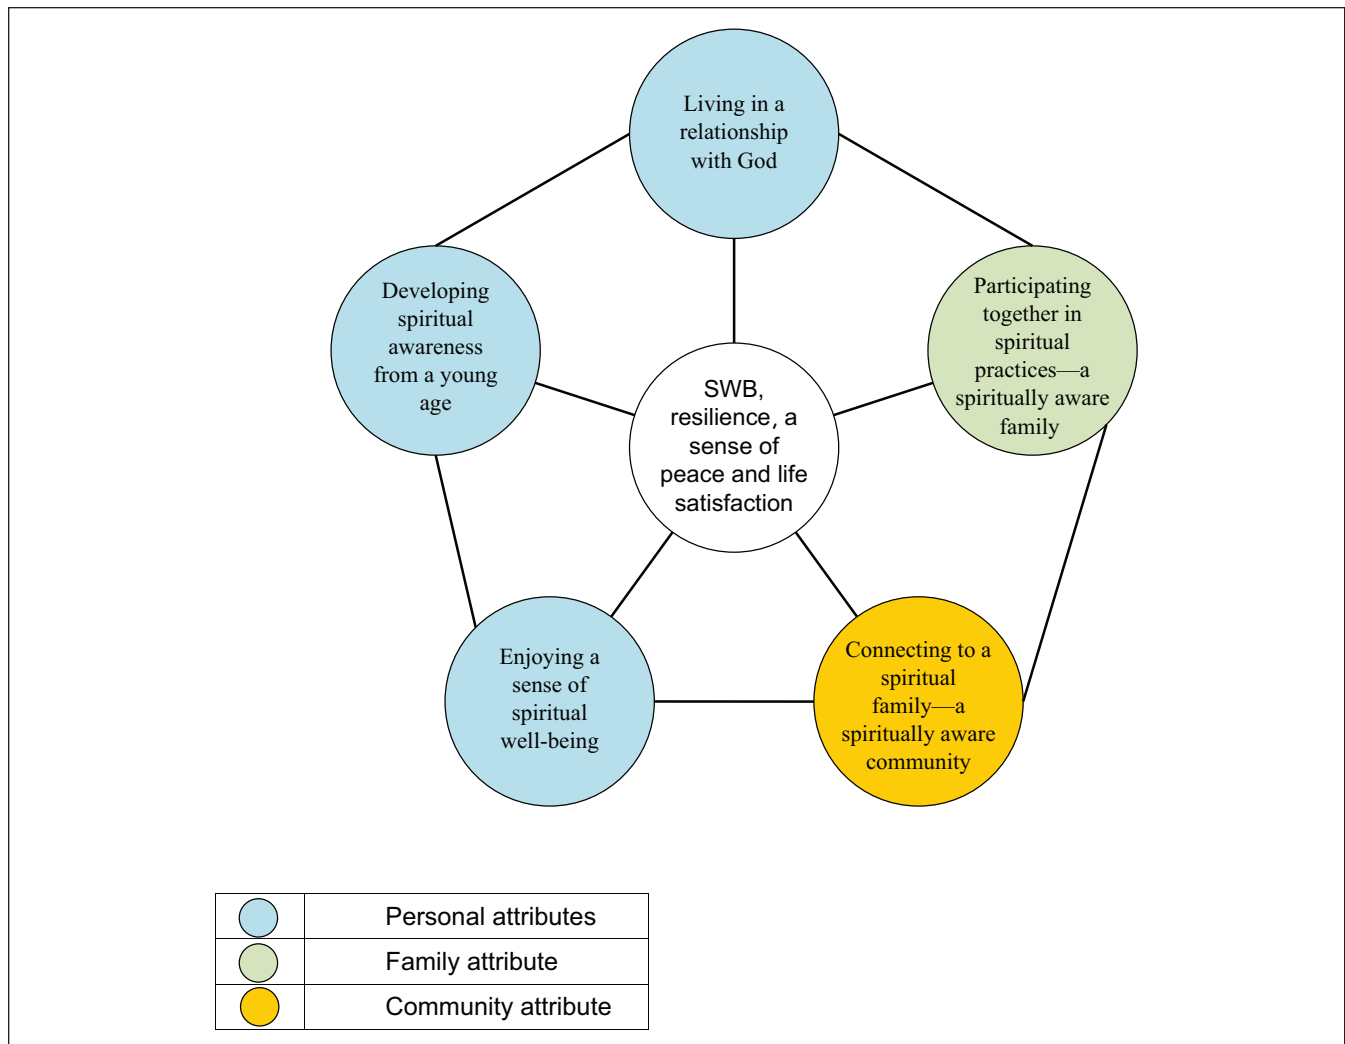 Living in a
relationship
with God
Developing
spiritual
awareness
from a young
age
Participating
together in
spiritual
practices—a
spiritually aware
family
SWB,
resilience, a
sense of
peace and life
satisfaction
Enjoying a
sense of
spiritual
well-being
Connecting to a
spiritual
family—a
spiritually aware
community
Personal attributes
Family attribute
Community attribute